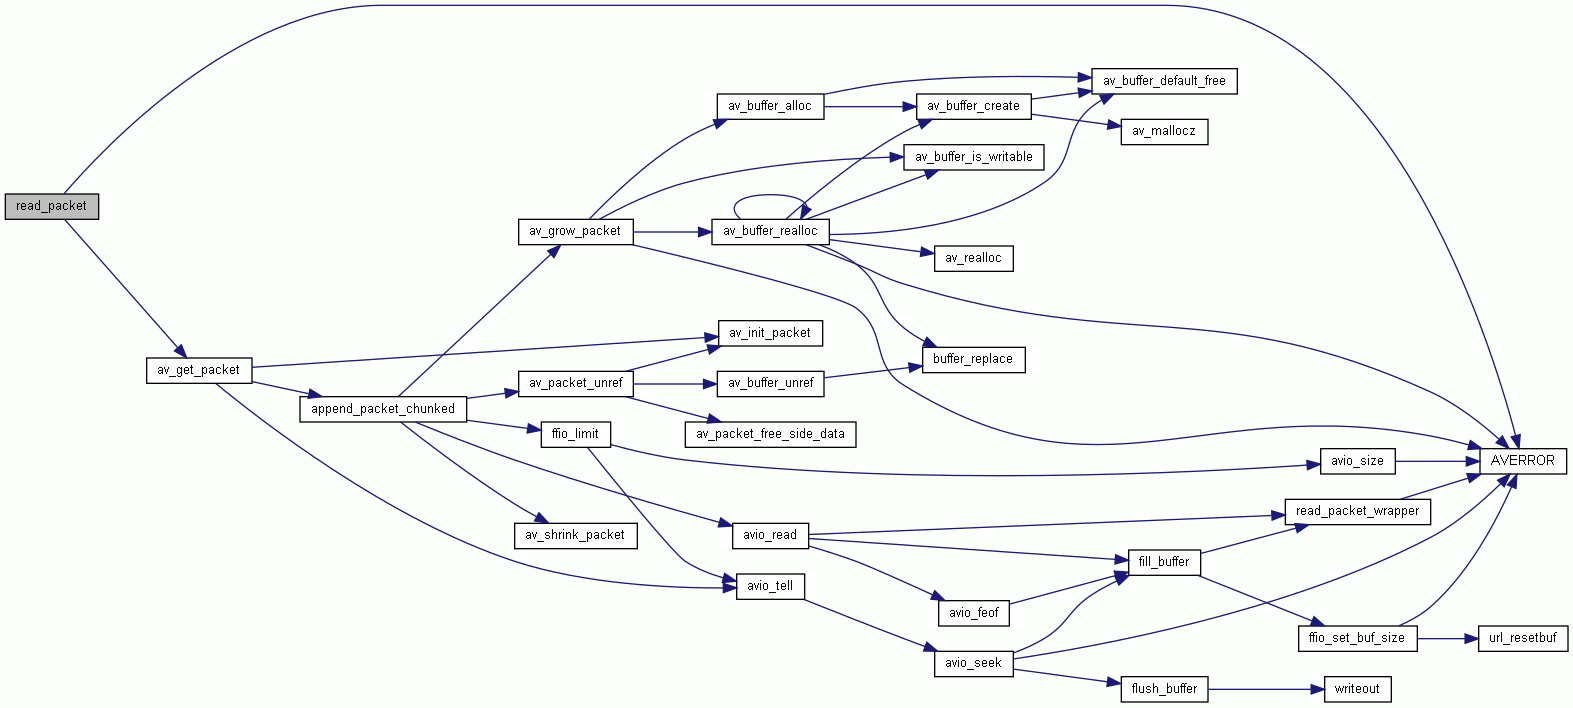 av_buffer_default_free
av_buffer_alloc
av_buffer_create
av_mallocz
av_buffer_is_writable
read_packet
av_grow_packet
av_buffer_realloc
av_realloc
av_init_packet
buffer_replace
av_get_packet
av_packet_unref
av_buffer_unref
append_packet_chunked
ffio_limit
av_packet_free_side_data
avio_size
AVERROR
read_packet_wrapper
av_shrink_packet
avio_read
fill_buffer
avio_tell
avio_feof
ffio_set_buf_size
url_resetbuf
avio_seek
flush_buffer
writeout